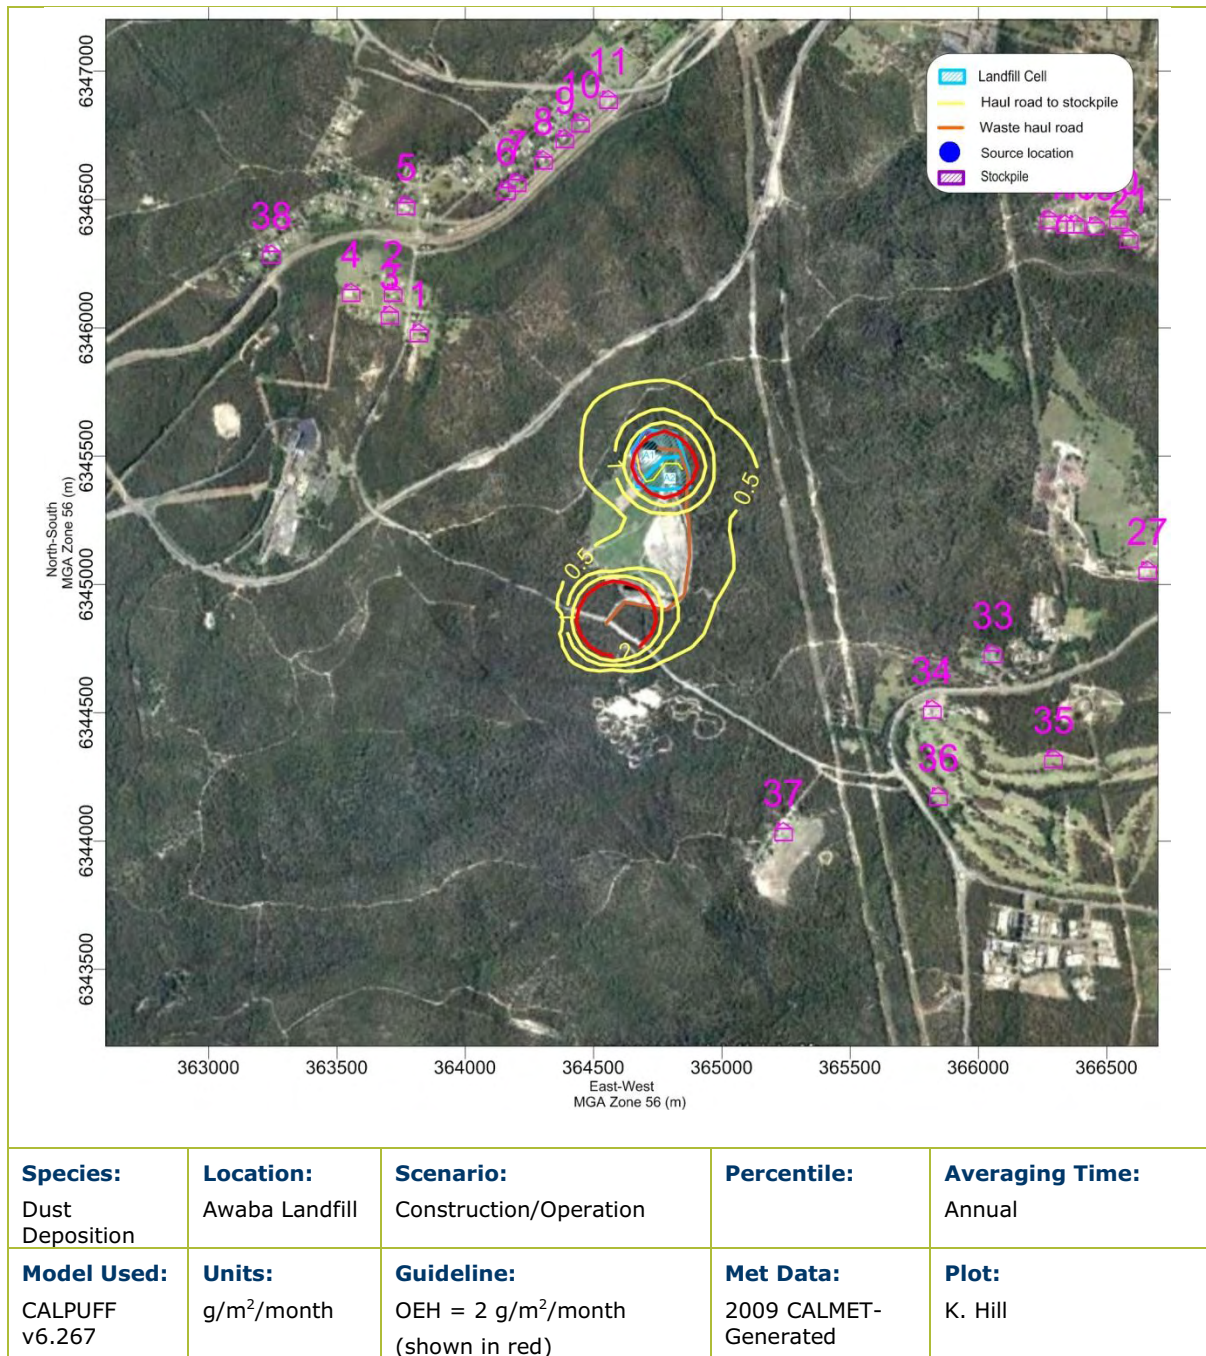 Landfill Cell
Haul road to stockpile
Waste haul road
Source location
Stockpile
11
10
9
8
7
6
5
38
4
2
3
1
2
1
27
33
34
35
36
37
0.5
0.5
1
1
2
A1
6347000
6346500
6346000
6345500
6345000
6344500
6344000
6343500
North-South
MGA Zone 56 (m)
363000 363500 364000 364500 365000 365500 366000 366500
East-West
MGA Zone 56 (m)
Species: Location: Scenario: Percentile: Averaging Time:
Dust Awaba Landfill Construction/Operation Annual
Deposition
Model Used: Units: Guideline: Met Data: Plot:
CALPUFF g/m²/month OEH = 2 g/m²/month 2009 CALMET- K. Hill
v6.267 (shown in red) Generated